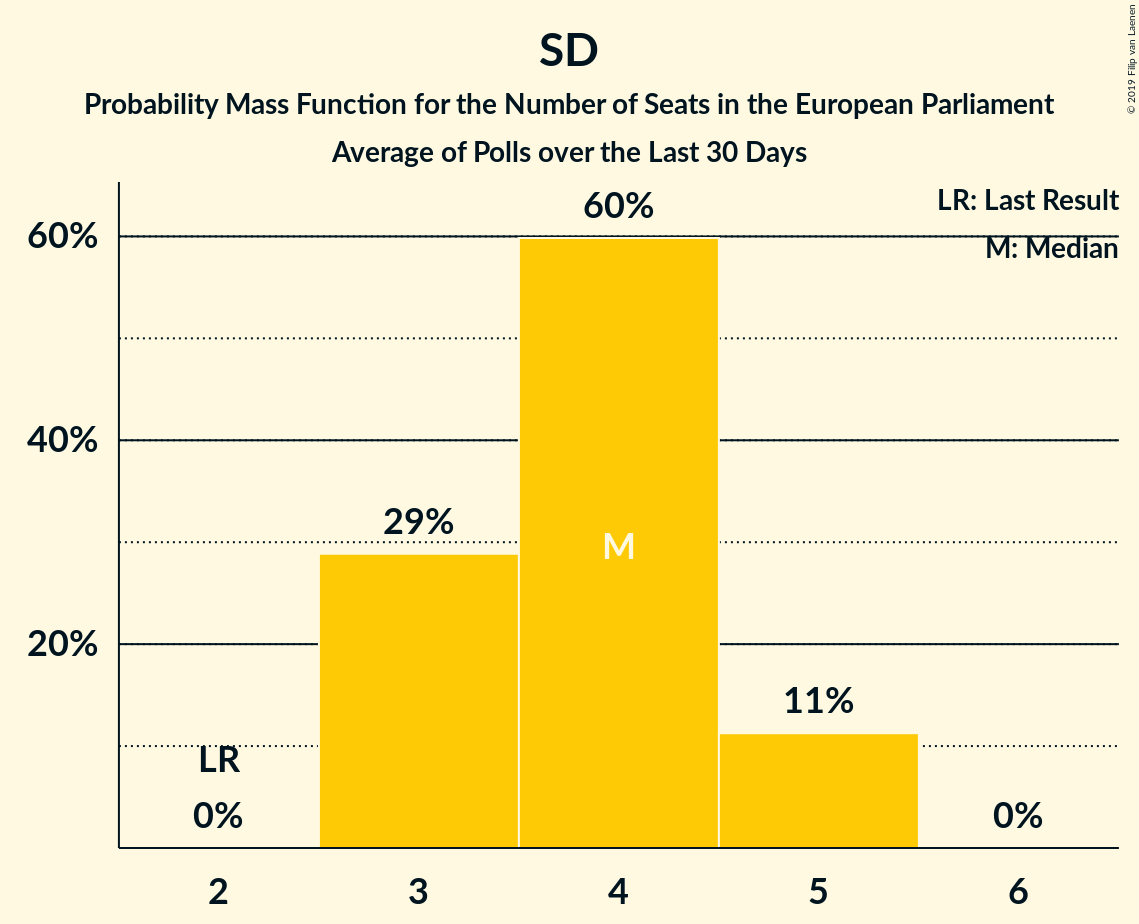 SD
Probability Mass Function for the Number of Seats in the European Parliament
Average of Polls over the Last 30 Days
© 2019 Filip van Laenen
LR: Last Result
M: Median
60%
40%
20%
LR
0%
29%
60%
M
11%
0%
2
3
4
5
6